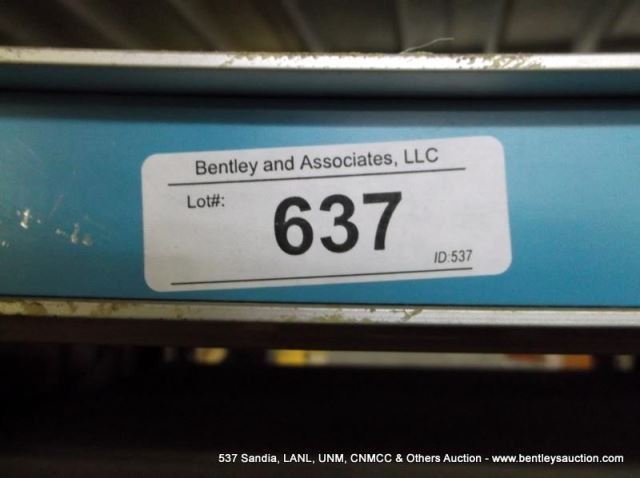 Bentley and Associates, LLC
Lot#:
637
ID:537
537 Sandia, LANL, UNM, CNMCC & Others Auction - www.bentleysauction.com